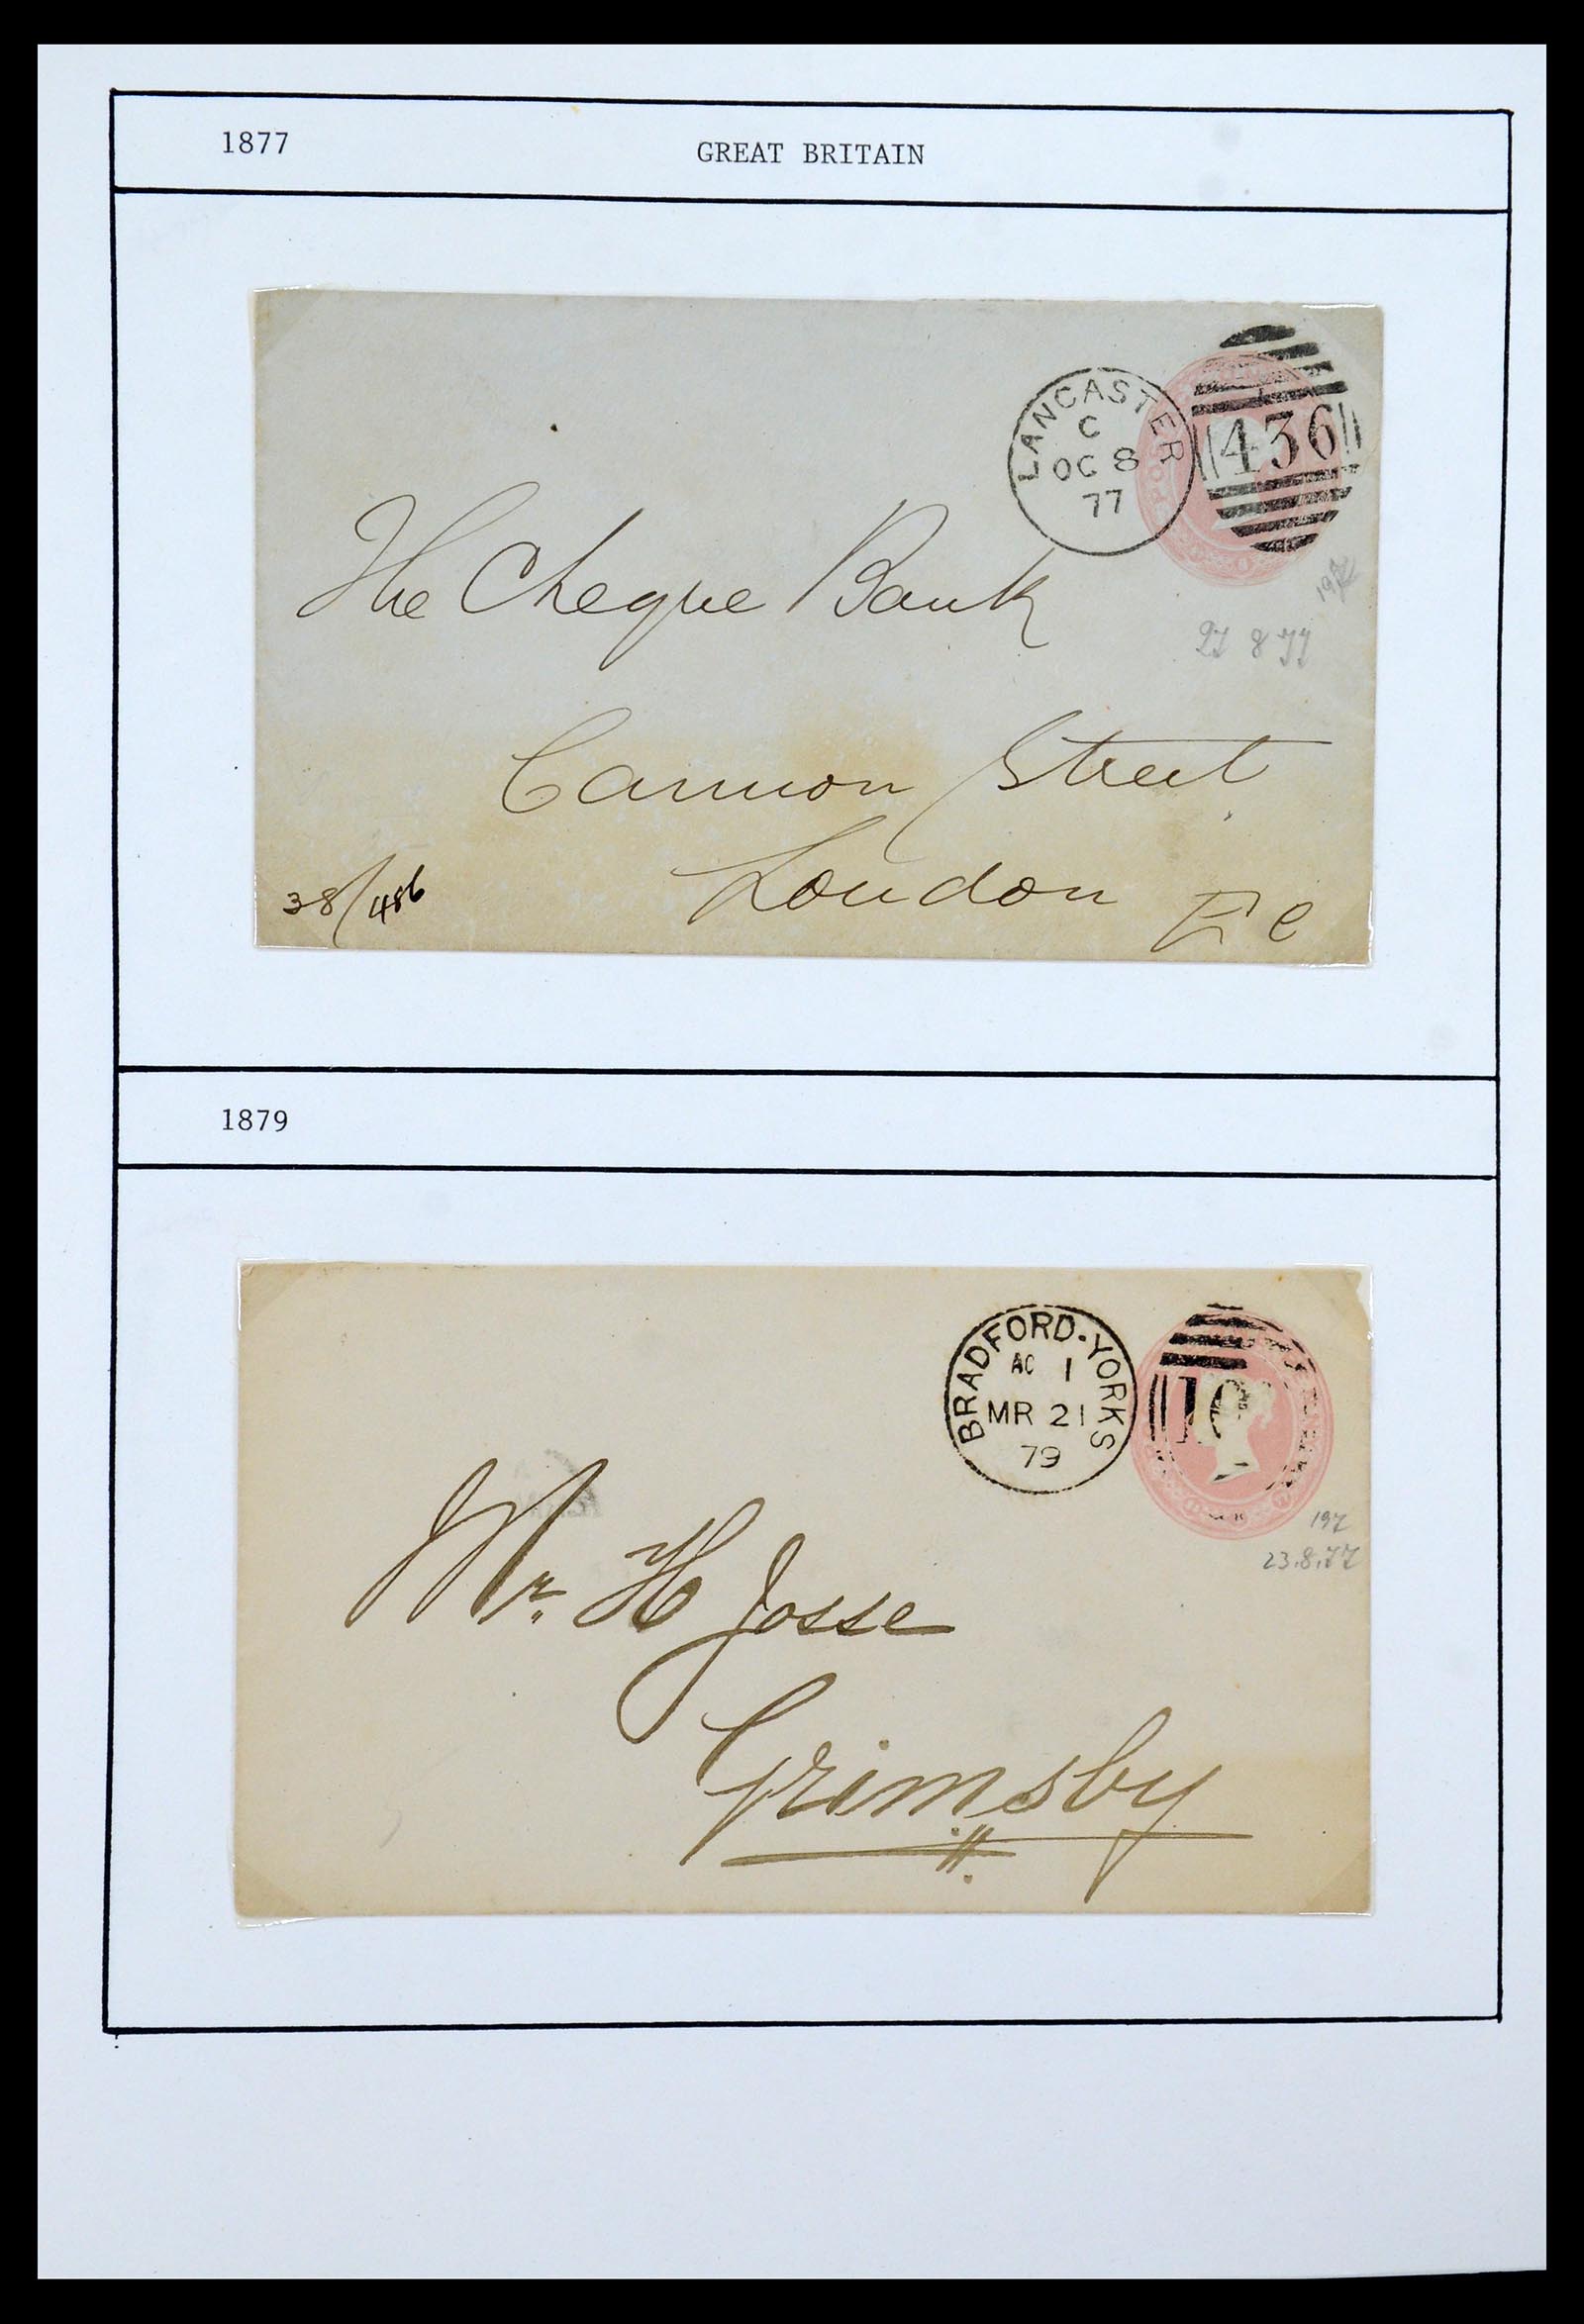 1877
GREAT BRITAIN
LANCASTER
C
OC 8
77
436
The Cheque Bank
27 8 77
Cannon Street
London E C
38/486
1879
BRADFORD.YORKS
AC 1
MR 21
79
Mr. H Josse
197
23.8.77
Grimsby